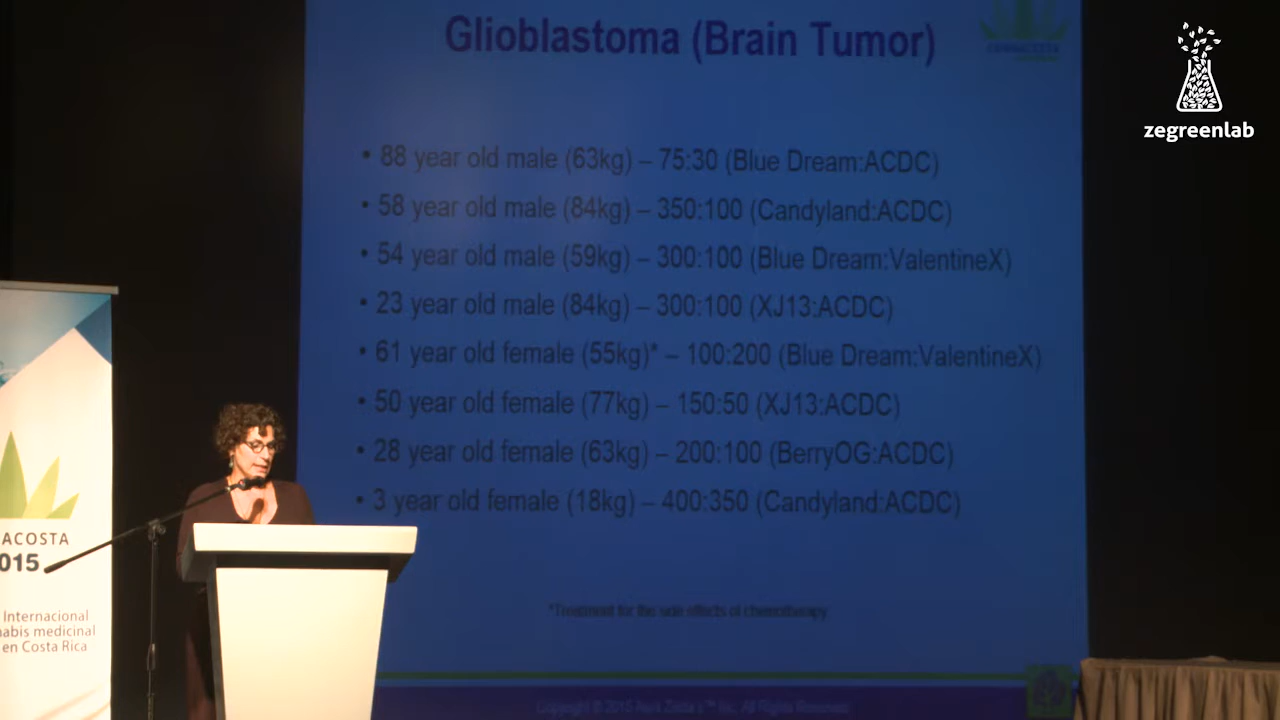 Glioblastoma (Brain Tumor)
zegreenlab
• 88 year old male (63kg) – 75:30 (Blue Dream:ACDC)
• 58 year old male (84kg) – 350:100 (Candyland:ACDC)
• 54 year old male (59kg) – 300:100 (Blue Dream:ValentineX)
• 23 year old male (84kg) – 300:100 (XJ13:ACDC)
• 61 year old female (55kg)* – 100:200 (Blue Dream:ValentineX)
• 50 year old female (77kg) – 150:50 (XJ13:ACDC)
• 28 year old female (63kg) – 200:100 (BerryOG:ACDC)
• 3 year old female (18kg) – 400:350 (Candyland:ACDC)
*Treatment for the side effects of chemotherapy
ACOSTA
015
Internacional
nabis medicinal
en Costa Rica